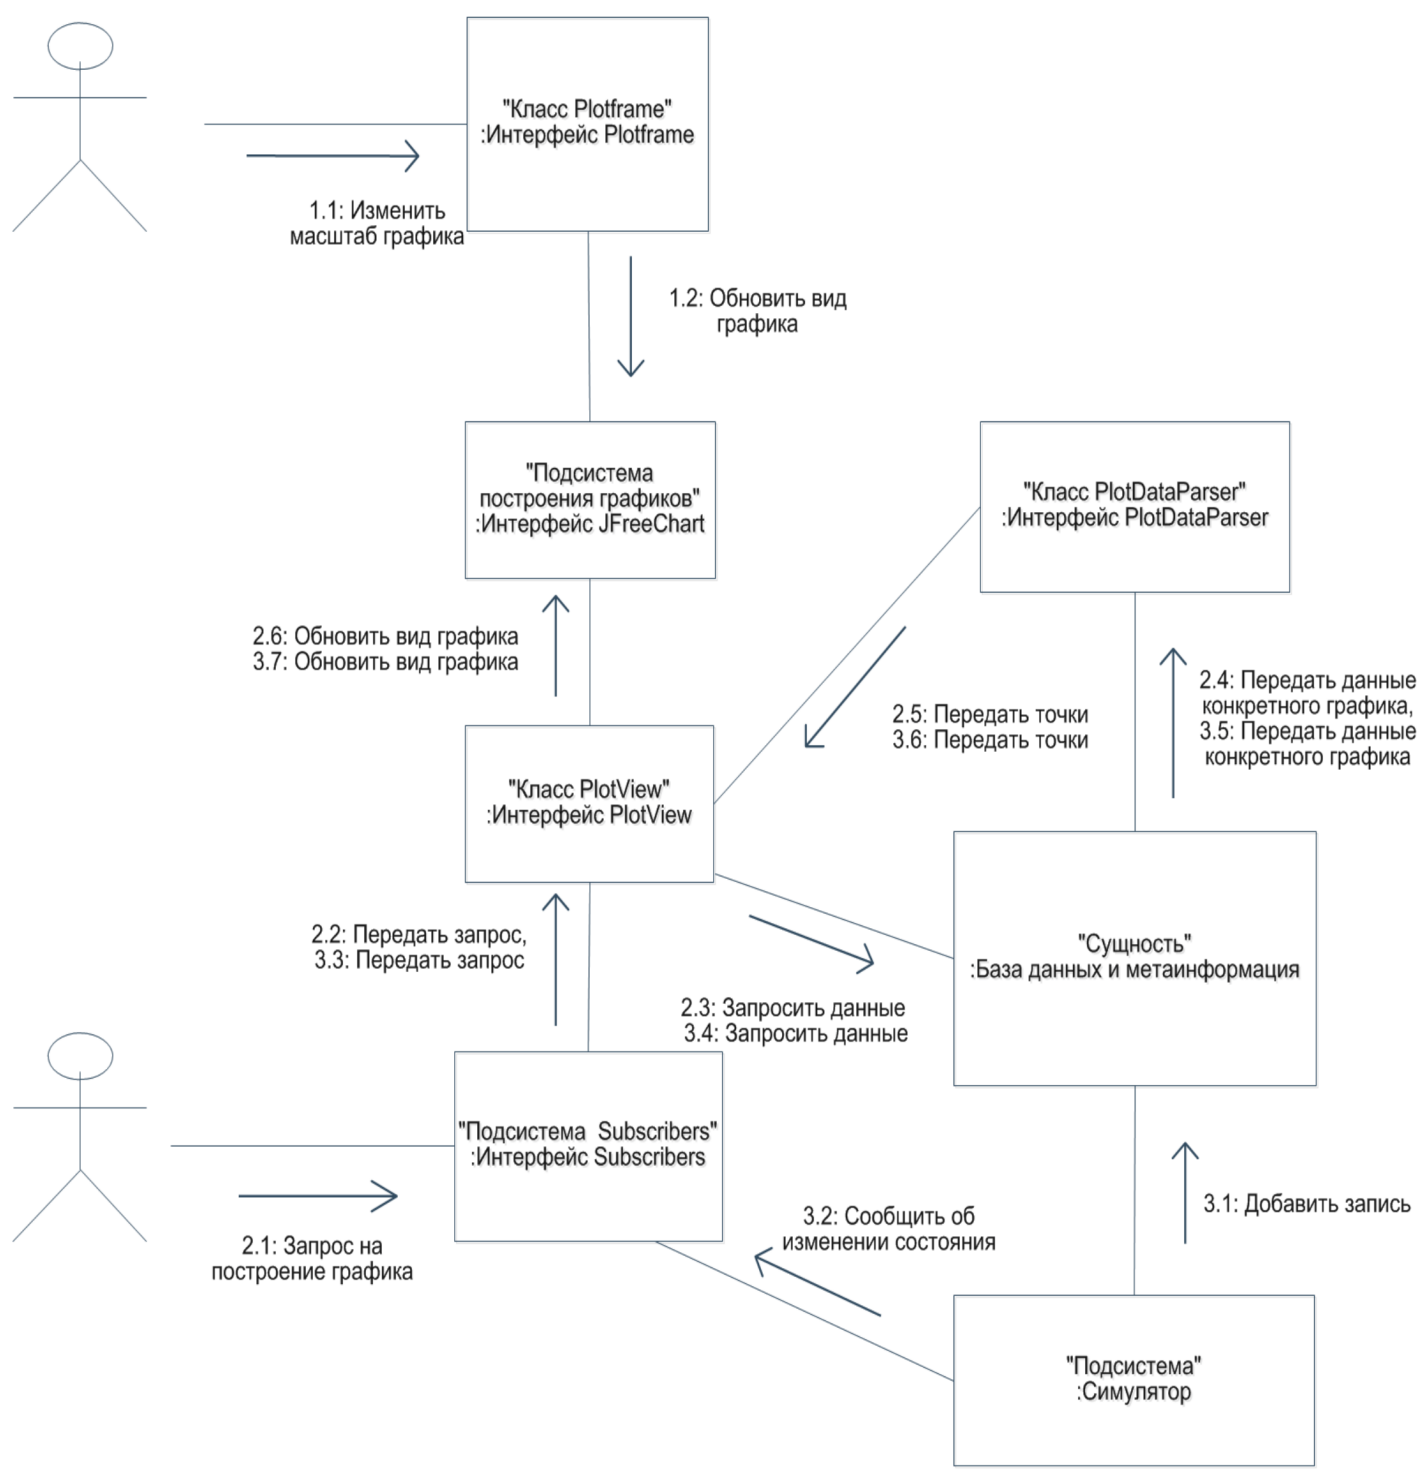 "Класс Plotframe"
:Интерфейс Plotframe
1.1: Изменить
масштаб графика
1.2: Обновить вид
графика
"Подсистема
построения графиков"
:Интерфейс JFreeChart
"Класс PlotDataParser"
:Интерфейс PlotDataParser
2.6: Обновить вид графика
3.7: Обновить вид графика
2.5: Передать точки
3.6: Передать точки
2.4: Передать данные
конкретного графика,
3.5: Передать данные
конкретного графика
"Класс PlotView"
:Интерфейс PlotView
2.2: Передать запрос,
3.3: Передать запрос
"Сущность"
:База данных и метаинформация
2.3: Запросить данные
3.4: Запросить данные
"Подсистема  Subscribers"
:Интерфейс Subscribers
2.1: Запрос на
построение графика
3.2: Сообщить об
изменении состояния
3.1: Добавить запись
"Подсистема"
:Симулятор